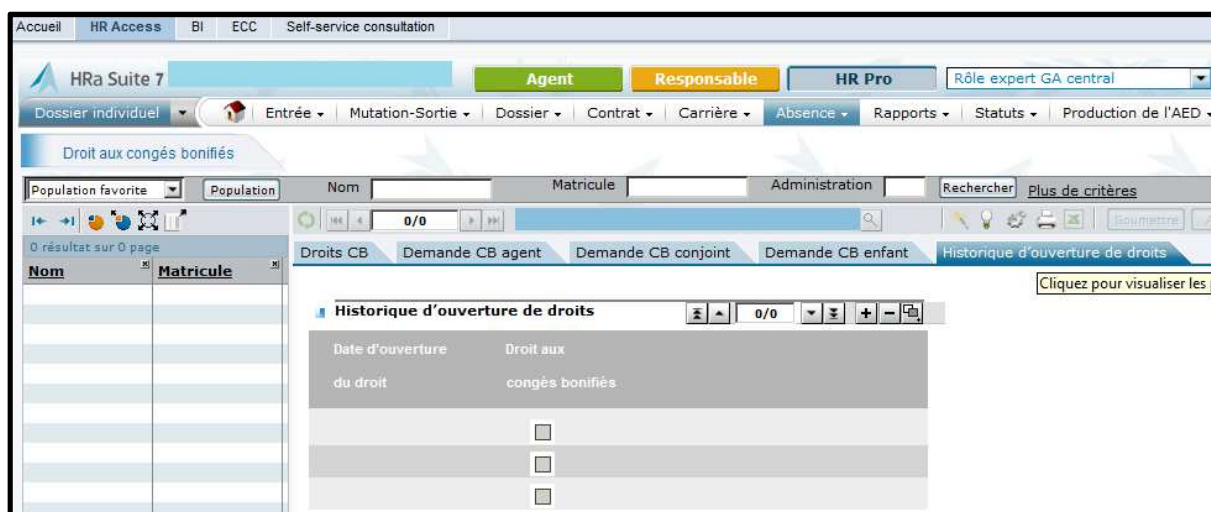 Accueil HR Access BI ECC Self-service consultation
HRa Suite 7 Agent Responsable HR Pro Rôle expert GA central
Dossier individuel Entrée Mutation-Sortie Dossier Contrat Carrière Absence Rapports Statuts Production de l'AED
Droit aux congés bonifiés
Population favorite Population Nom Matricule Administration Rechercher Plus de critères
0/0 Soumettre
0 résultat sur 0 page
Droits CB Demande CB agent Demande CB conjoint Demande CB enfant Historique d'ouverture de droits
Nom Matricule
Cliquez pour visualiser les
Historique d'ouverture de droits 0/0
Date d'ouverture Droit aux
du droit congés bonifiés